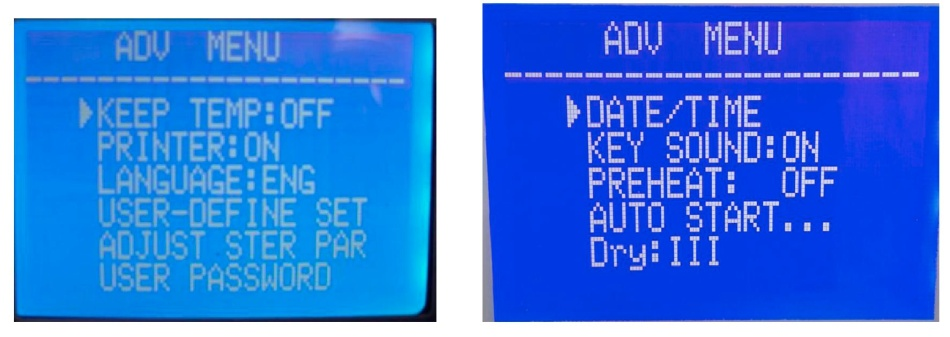 ADV MENU
▶KEEP TEMP:OFF
PRINTER:ON
LANGUAGE:ENG
USER-DEFINE SET
ADJUST STER PAR
USER PASSWORD
ADV MENU
▶DATE/TIME
KEY SOUND:ON
PREHEAT: OFF
AUTO START...
Dry:III